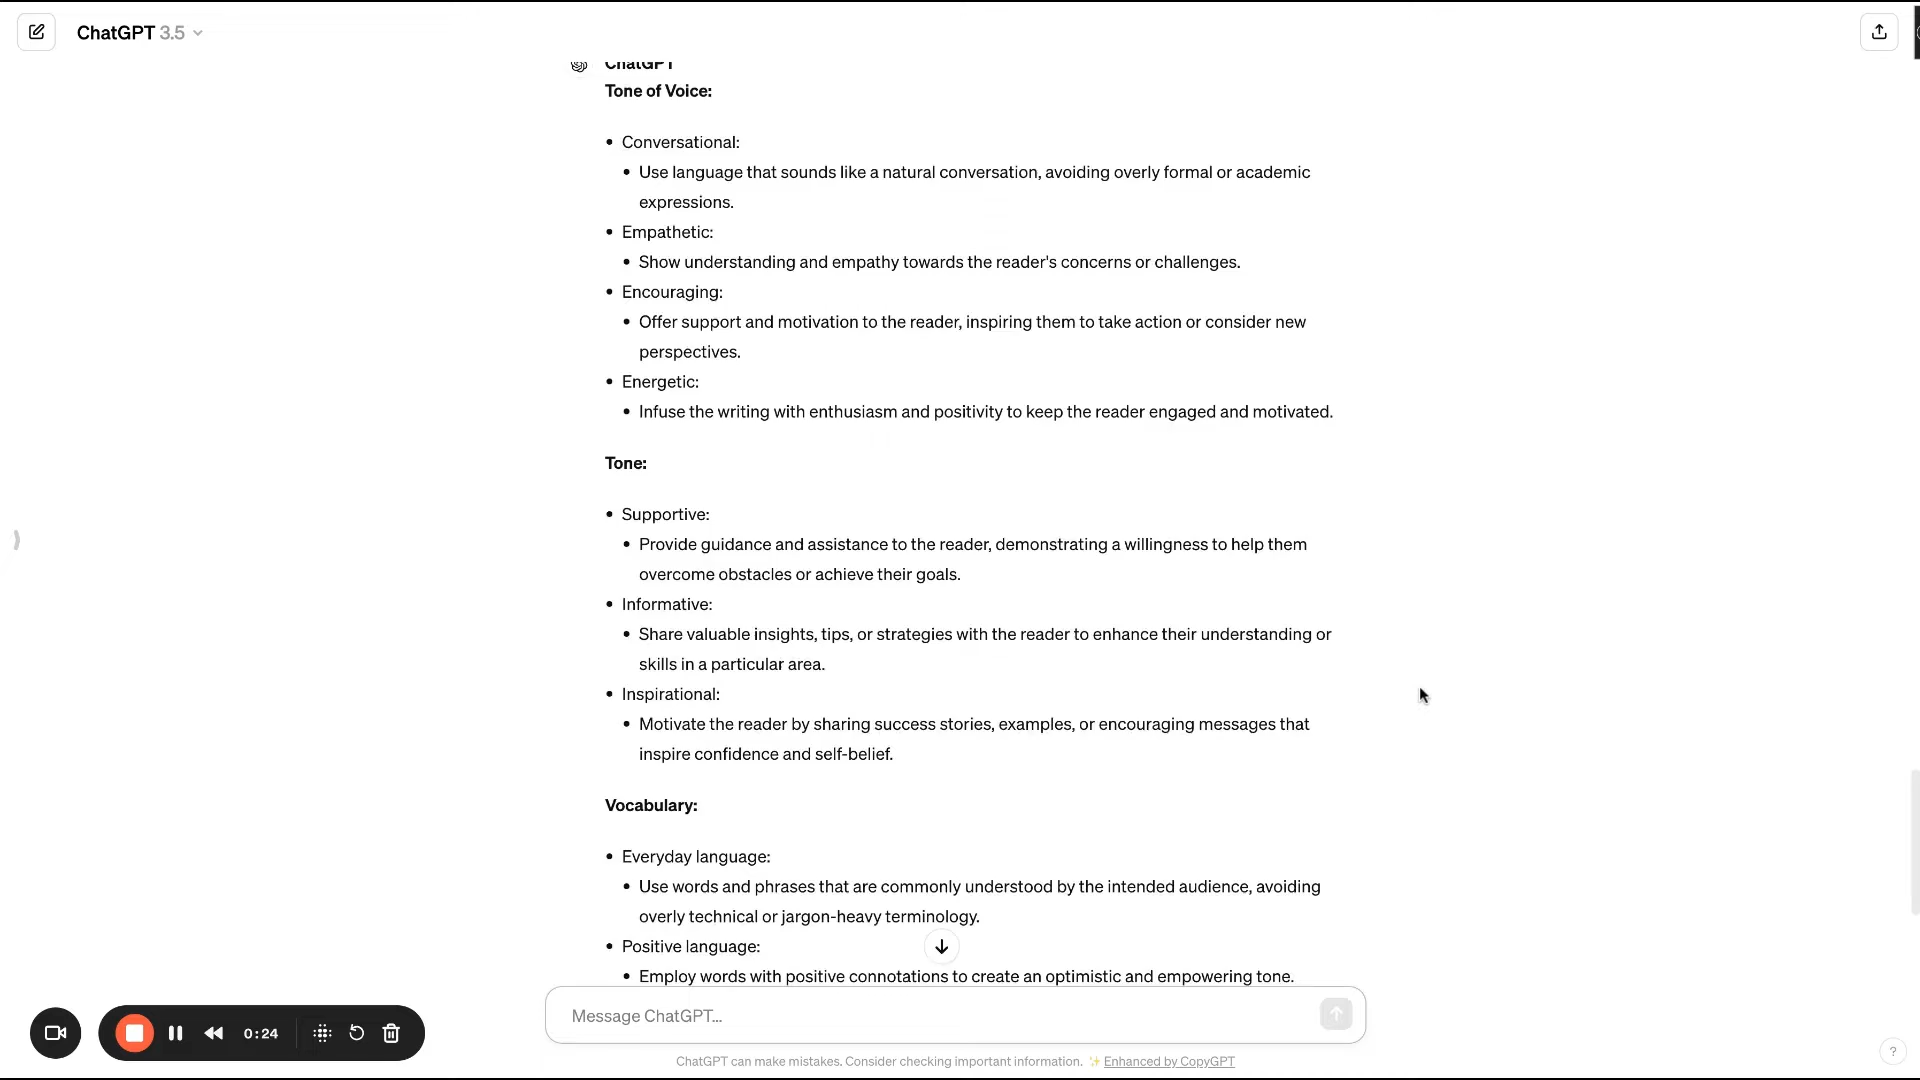 ChatGPT 3.5
ChatGPT
Tone of Voice:
• Conversational:
• Use language that sounds like a natural conversation, avoiding overly formal or academic
expressions.
• Empathetic:
• Show understanding and empathy towards the reader's concerns or challenges.
• Encouraging:
• Offer support and motivation to the reader, inspiring them to take action or consider new
perspectives.
• Energetic:
• Infuse the writing with enthusiasm and positivity to keep the reader engaged and motivated.
Tone:
• Supportive:
• Provide guidance and assistance to the reader, demonstrating a willingness to help them
overcome obstacles or achieve their goals.
• Informative:
• Share valuable insights, tips, or strategies with the reader to enhance their understanding or
skills in a particular area.
• Inspirational:
• Motivate the reader by sharing success stories, examples, or encouraging messages that
inspire confidence and self-belief.
Vocabulary:
• Everyday language:
• Use words and phrases that are commonly understood by the intended audience, avoiding
overly technical or jargon-heavy terminology.
• Positive language:
• Employ words with positive connotations to create an optimistic and empowering tone.
Message ChatGPT...
0:24
ChatGPT can make mistakes. Consider checking important information. ✨ Enhanced by CopyGPT
?